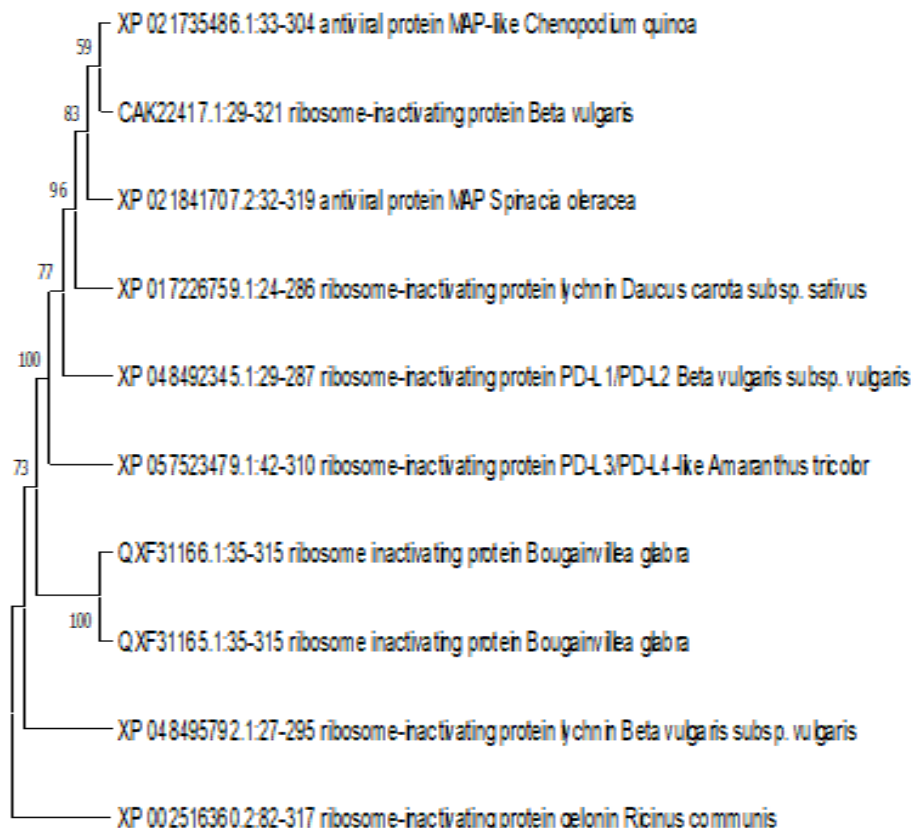 XP 021735486.1:33-304 antiviral protein MAP-like Chenopodium quinoa
59
CAK22417.1:29-321 ribosome-inactivating protein Beta vulgaris
83
XP 021841707.2:32-319 antiviral protein MAP Spinacia oleracea
96
XP 017226759.1:24-286 ribosome-inactivating protein lychnin Daucus carota subsp. sativus
77
XP 048492345.1:29-287 ribosome-inactivating protein PD-L1/PD-L2 Beta vulgaris subsp. vulgaris
100
XP 057523479.1:42-310 ribosome-inactivating protein PD-L3/PD-L4-like Amaranthus tricolor
73
QXF31166.1:35-315 ribosome inactivating protein Bougainvillea glabra
100
QXF31165.1:35-315 ribosome inactivating protein Bougainvillea glabra
XP 048495792.1:27-295 ribosome-inactivating protein lychnin Beta vulgaris subsp. vulgaris
XP 002516360.2:82-317 ribosome-inactivating protein gelonin Ricinus communis